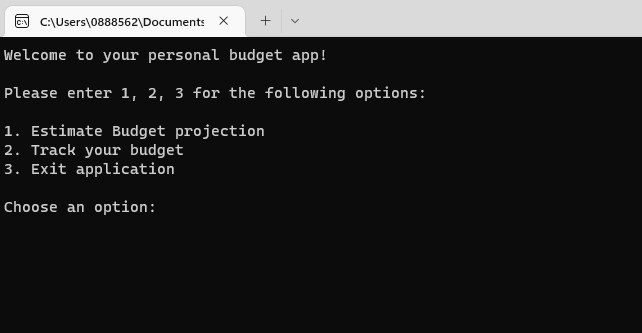 C:\Users\0888562\Documents
Welcome to your personal budget app!
Please enter 1, 2, 3 for the following options:
1. Estimate Budget projection
2. Track your budget
3. Exit application
Choose an option: